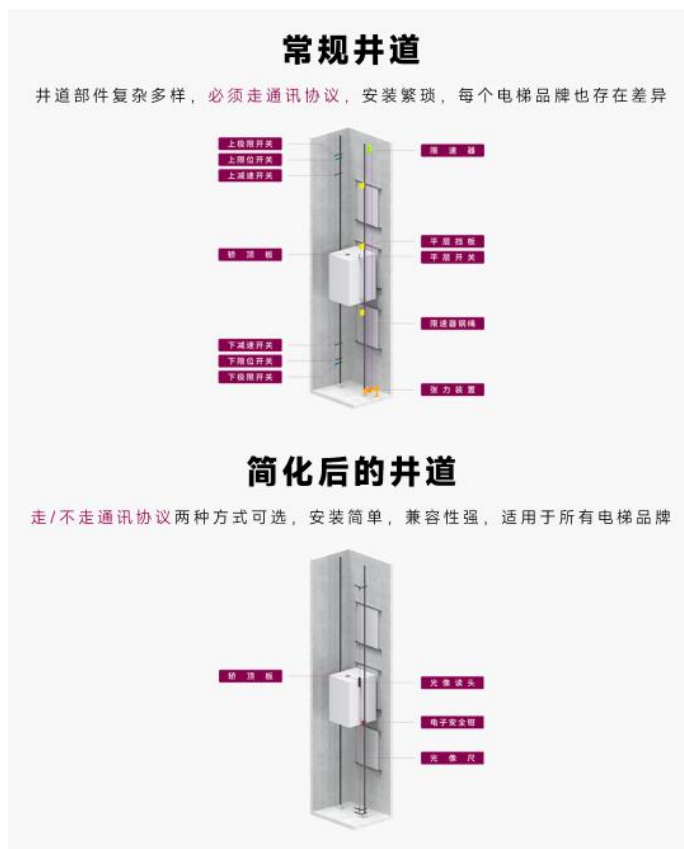 常规井道
井道部件复杂多样，必须走通讯协议，安装繁琐，每个电梯品牌也存在差异
上极限开关
上限位开关
上减速开关
限速器
轿顶板
平层挡板
平层开关
限速器钢绳
下减速开关
下限位开关
下极限开关
张力装置
简化后的井道
走/不走通讯协议两种方式可选，安装简单，兼容性强，适用于所有电梯品牌
轿顶板
光像读头
电子安全钳
光像尺